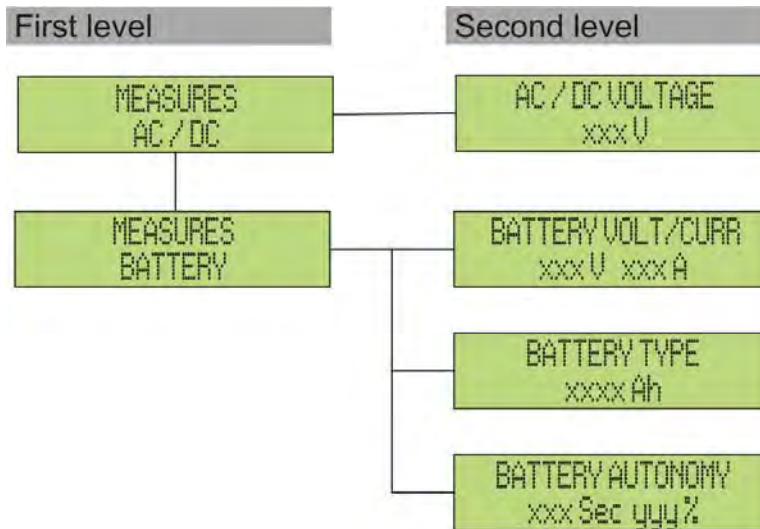 First level
Second level
MEASURES
AC / DC
AC / DC VOLTAGE
xxx V
MEASURES
BATTERY
BATTERY VOLT/CURR
xxx V xxx A
BATTERY TYPE
xxxx Ah
BATTERY AUTONOMY
xxx Sec yyy %